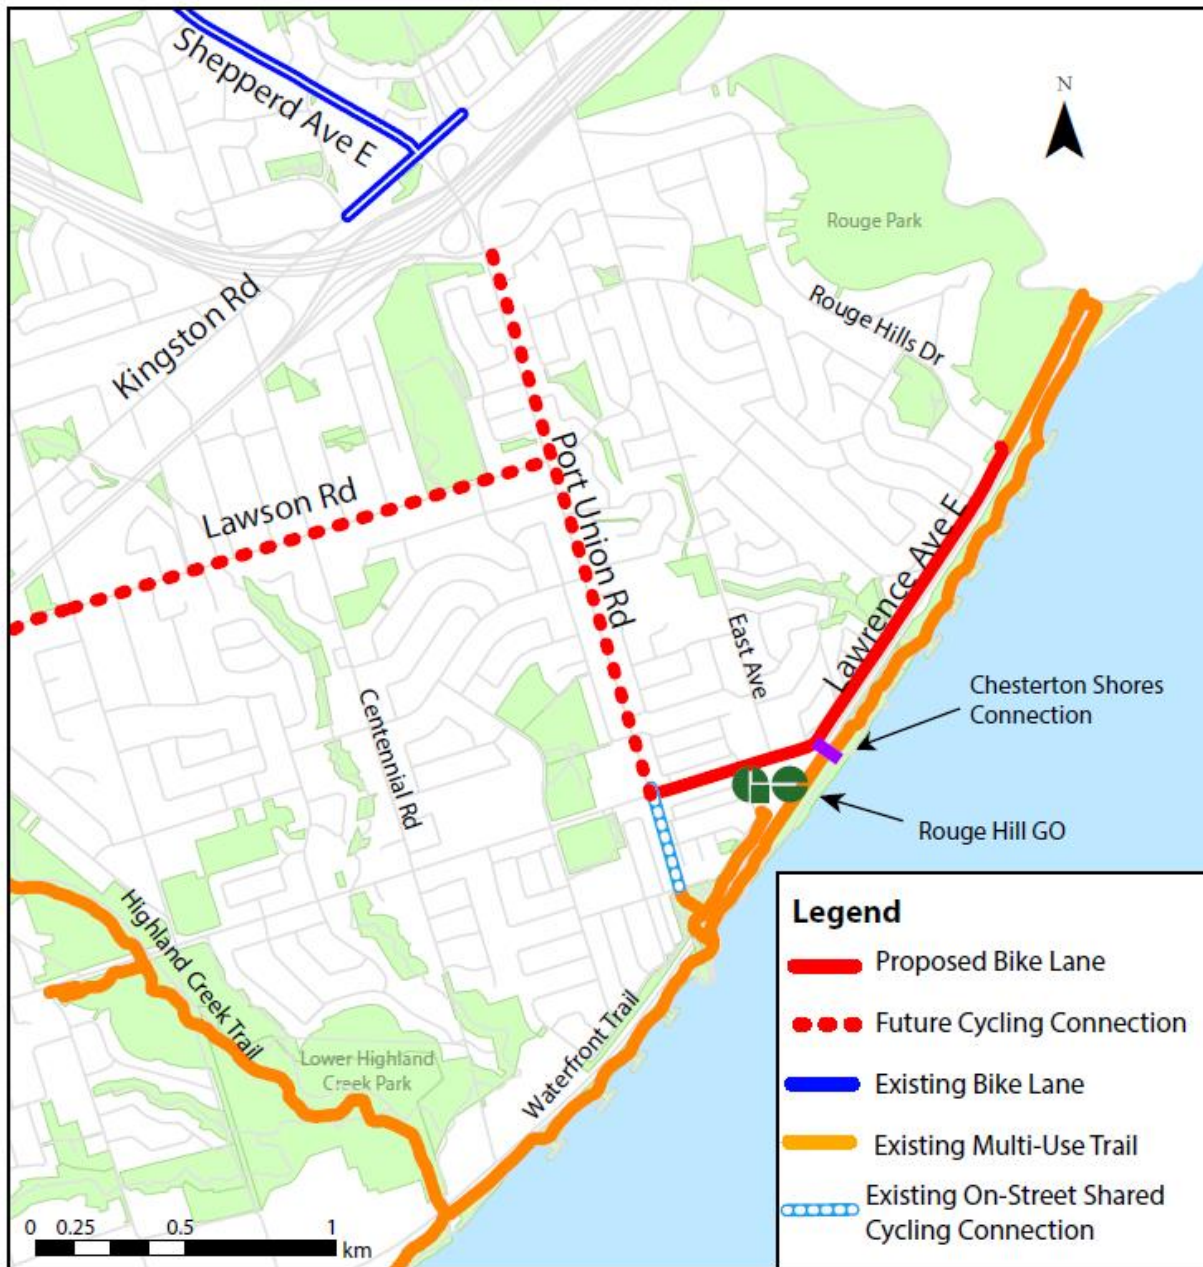 Shepperd Ave E
N
Rouge Park
Kingston Rd
Rouge Hills Dr
Port Union Rd
Lawson Rd
Lawrence Ave E
East Ave
Chesterton Shores
Connection
Centennial Rd
GO
Rouge Hill GO
Highland Creek Trail
Waterfront Trail
Lower Highland
Creek Park
Legend
Proposed Bike Lane
Future Cycling Connection
Existing Bike Lane
Existing Multi-Use Trail
Existing On-Street Shared
Cycling Connection
0 0.25 0.5 1
km